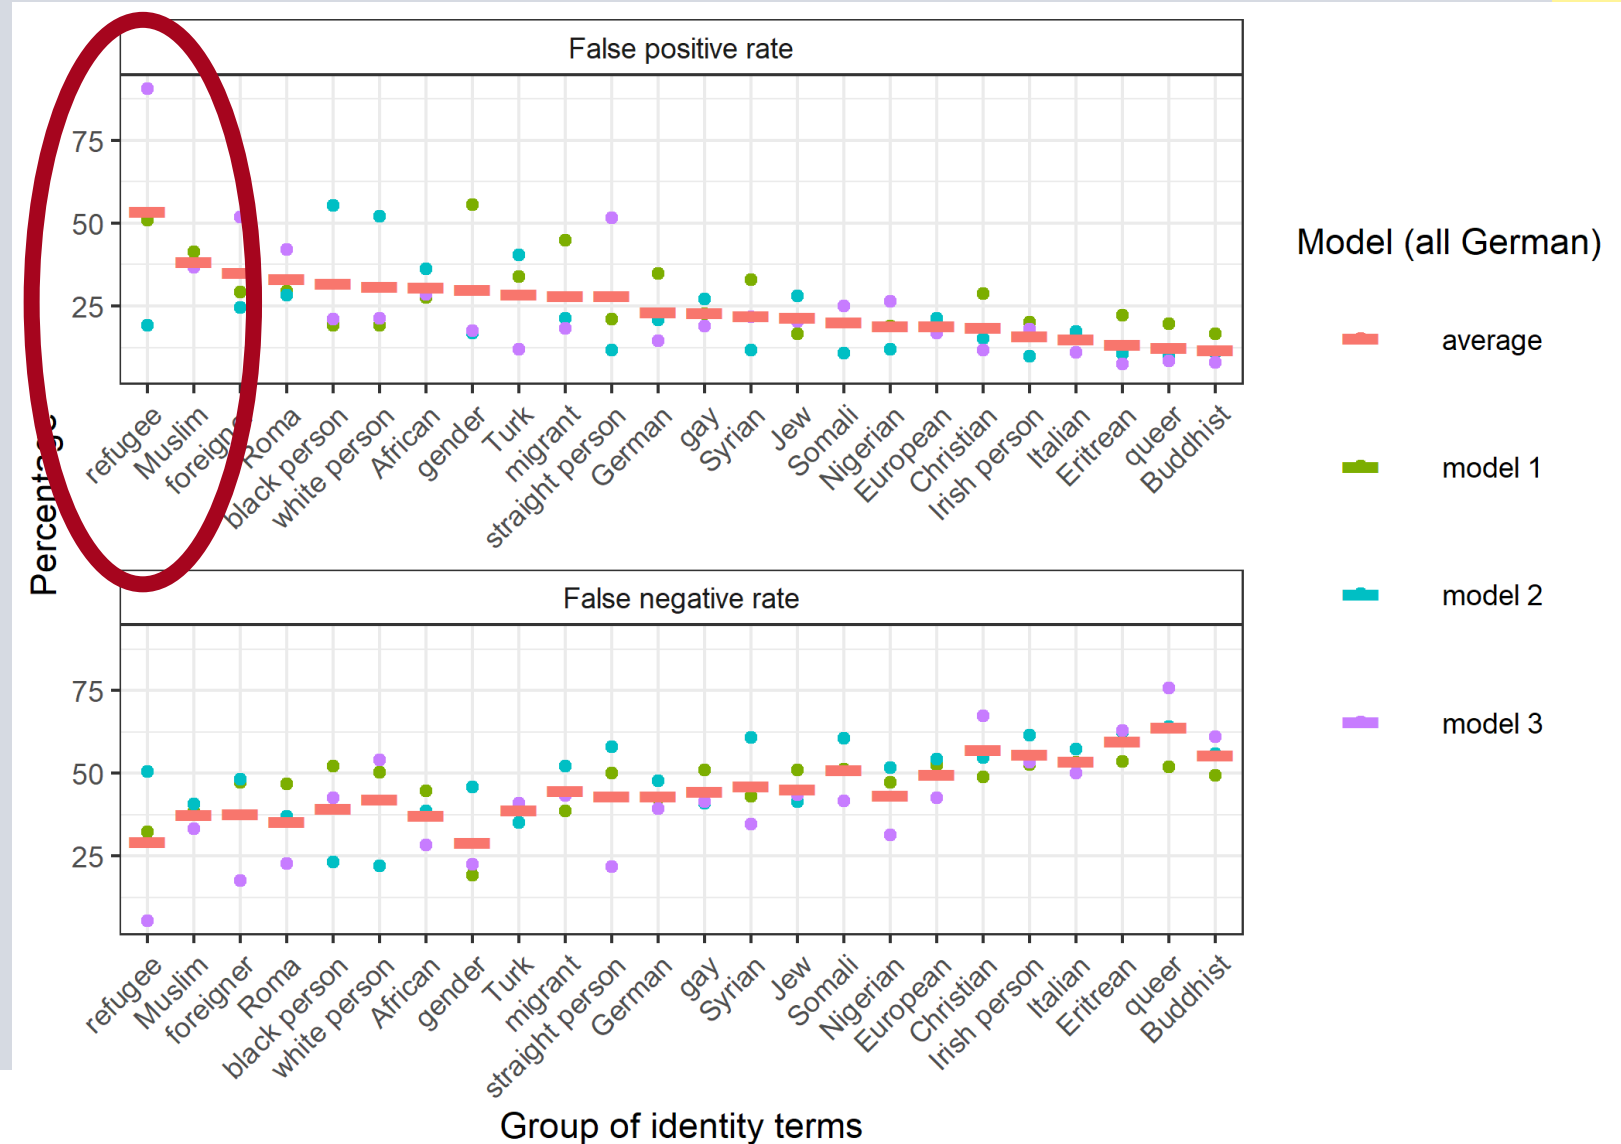 False positive rate
75
50
25
refugee
Muslim
foreigner
Roma
black person
white person
African
gender
Turk
migrant
straight person
German
gay
Syrian
Jew
Somali
Nigerian
European
Christian
Irish person
Italian
Eritrean
queer
Buddhist
Percentage
False negative rate
75
50
25
refugee
Muslim
foreigner
Roma
black person
white person
African
gender
Turk
migrant
straight person
German
gay
Syrian
Jew
Somali
Nigerian
European
Christian
Irish person
Italian
Eritrean
queer
Buddhist
Group of identity terms
Model (all German)
average
model 1
model 2
model 3